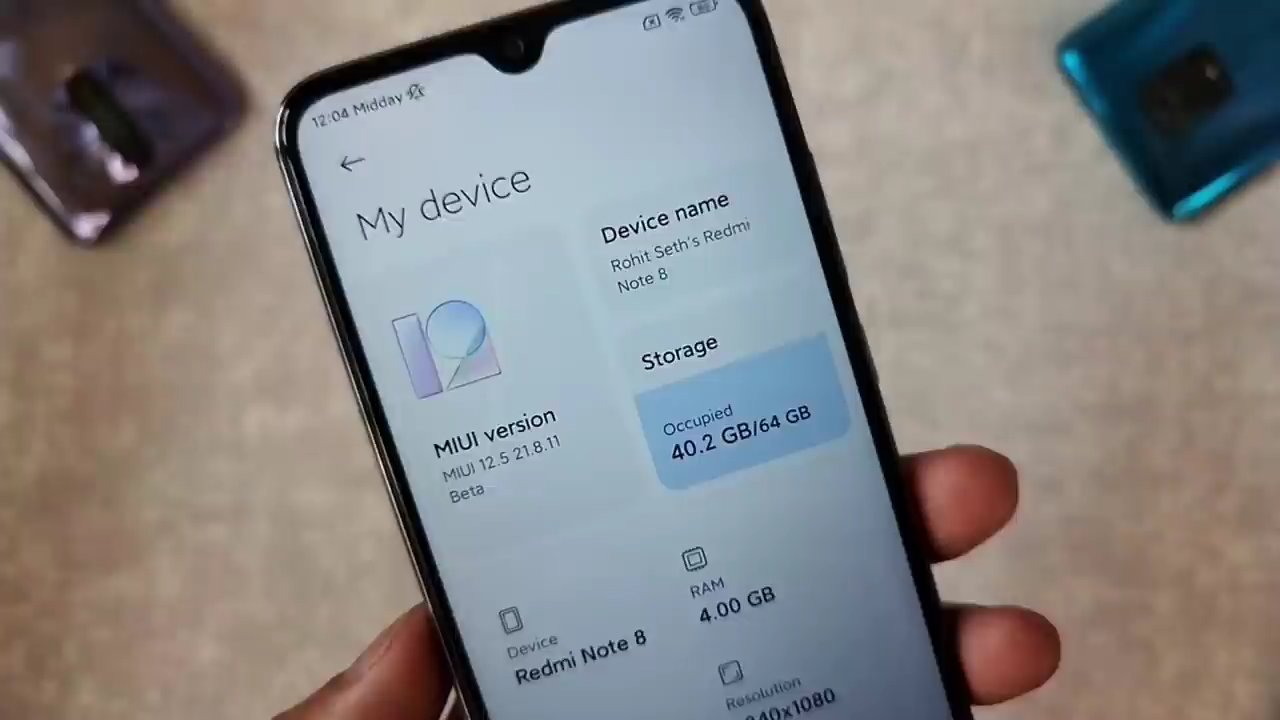 12:04 Midday
My device
Device name
Rohit Seth's Redmi
Note 8
12
MIUI version
MIUI 12.5 21.8.11
Beta
Storage
Occupied
40.2 GB/64 GB
Device
Redmi Note 8
RAM
4.00 GB
Resolution